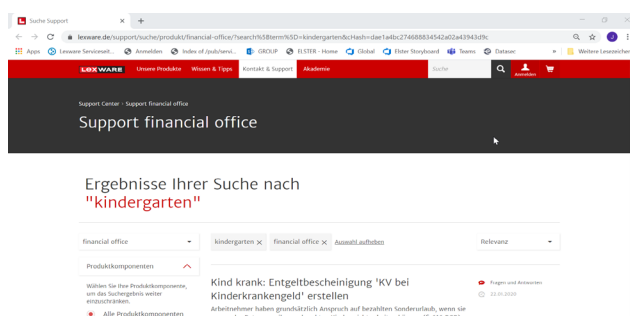 Suche Support
lexware.de/support/suche/produkt/financial-office/?search%5Bterm%5D=kindergarten&cHash=dae1a4bc274688834542a02a43943d9c
Apps Lexware Serviceseit... Anmelden Index of /pub/servi... GROUP ELSTER - Home Global Elster Storyboard Teams Datasec » Weitere Lesezeichen
LEXWARE Unsere Produkte Wissen & Tipps Kontakt & Support Akademie Suche Anmelden
Support Center › Support financial office
Support financial office
Ergebnisse Ihrer Suche nach
"kindergarten"
financial office kindergarten × financial office × Auswahl aufheben Relevanz
Produktkomponenten
Wählen Sie Ihre Produktkomponente,
um das Suchergebnis weiter
einzuschränken.
Alle Produktkomponenten
Kind krank: Entgeltbescheinigung 'KV bei
Kinderkrankengeld' erstellen
Arbeitnehmer haben grundsätzlich Anspruch auf bezahlten Sonderurlaub, wenn sie
Fragen und Antworten
22.01.2020